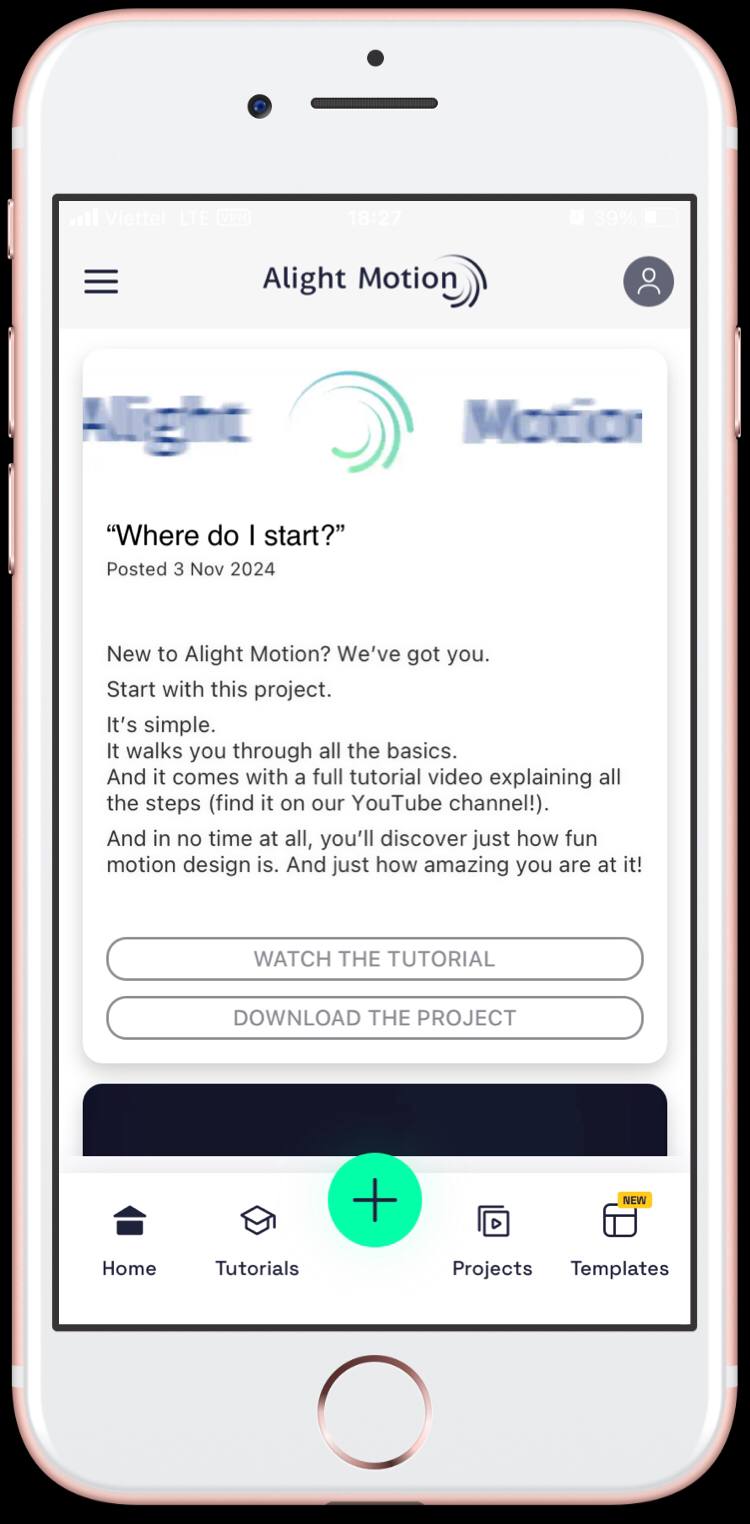 Viettel LTE VPN 18:27 39%
Alight Motion
Alight Motion
“Where do I start?”
Posted 3 Nov 2024
New to Alight Motion? We’ve got you.
Start with this project.
It’s simple.
It walks you through all the basics.
And it comes with a full tutorial video explaining all
the steps (find it on our YouTube channel!).
And in no time at all, you’ll discover just how fun
motion design is. And just how amazing you are at it!
WATCH THE TUTORIAL
DOWNLOAD THE PROJECT
NEW
Home Tutorials Projects Templates